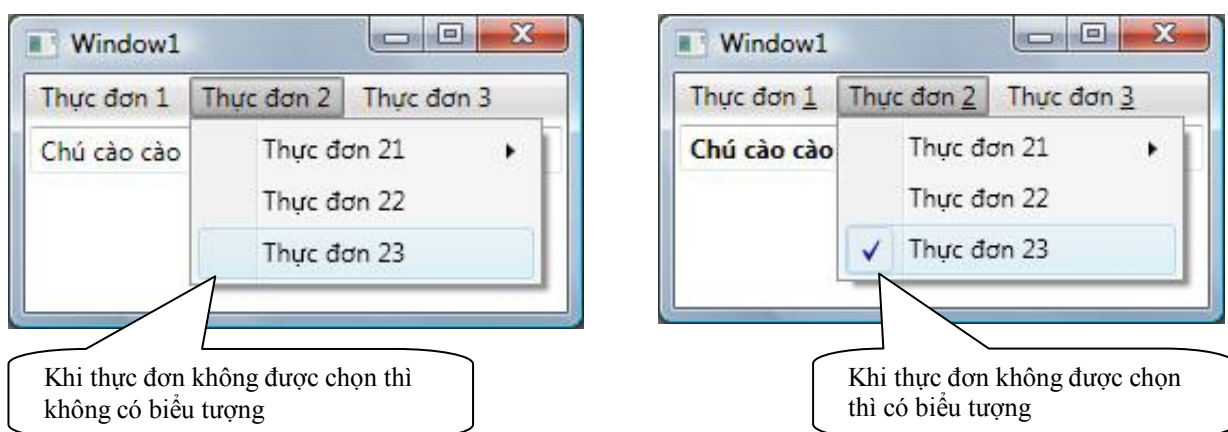 Window1
Thực đơn 1 Thực đơn 2 Thực đơn 3
Chú cào cào
Thực đơn 21
Thực đơn 22
Thực đơn 23
Khi thực đơn không được chọn thì
không có biểu tượng
Window1
Thực đơn 1 Thực đơn 2 Thực đơn 3
Chú cào cào
Thực đơn 21
Thực đơn 22
Thực đơn 23
Khi thực đơn không được chọn
thì có biểu tượng